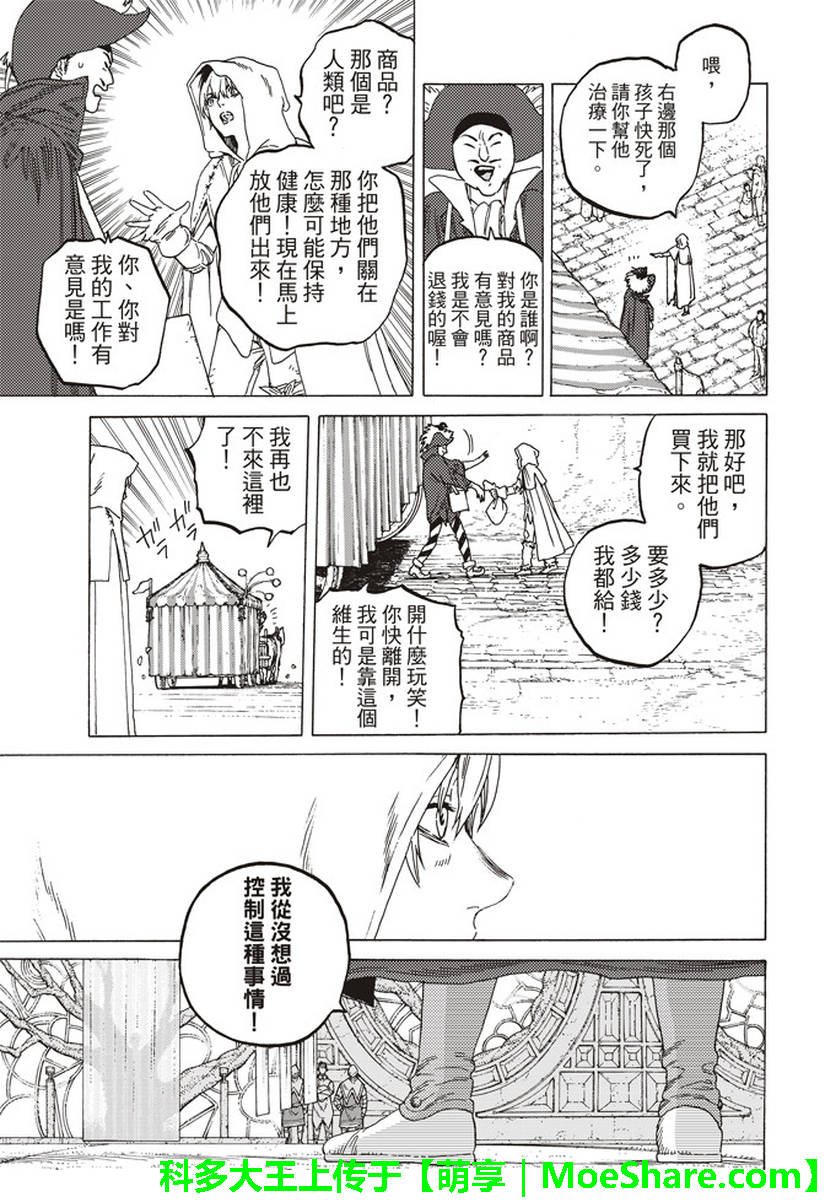 喂，
右邊那個
孩子快死了，
請你幫他
治療一下。
你是誰啊？
對我的商品
有意見嗎？
我是不會
退錢的喔！
商品？
那個是
人類吧？
你把他們關在
那種地方，
怎麼可能保持
健康！現在馬上
放他們出來！
你、你對
我的工作有
意見是嗎！
那好吧，
我就把他們
買下來。
要多少？
多少錢
我都給！
開什麼玩笑！
你快離開，
我可是靠這個
維生的！
我再也
不來這裡
了！
ガガ
ガガ
我從沒想過
控制這種事情！
科多大王上传于【萌享】|MoeShare.com】